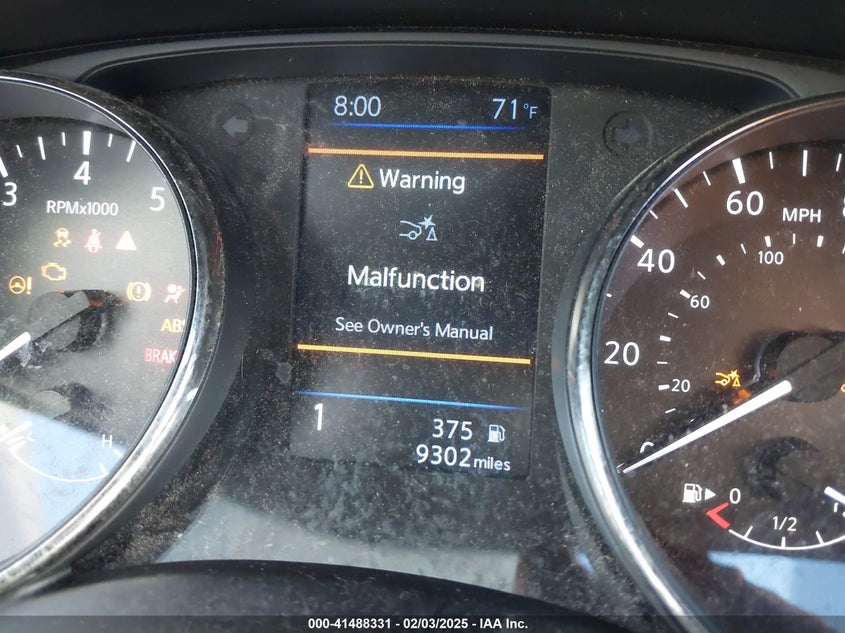 8:00 71°F
Warning
Malfunction
See Owner's Manual
1 375
9302 miles
3 4 5
RPMx1000
ABS
BRAK
H
20 40 60
MPH
20 60 100
0 1/2
000-41488331 - 02/03/2025 - IAA Inc.